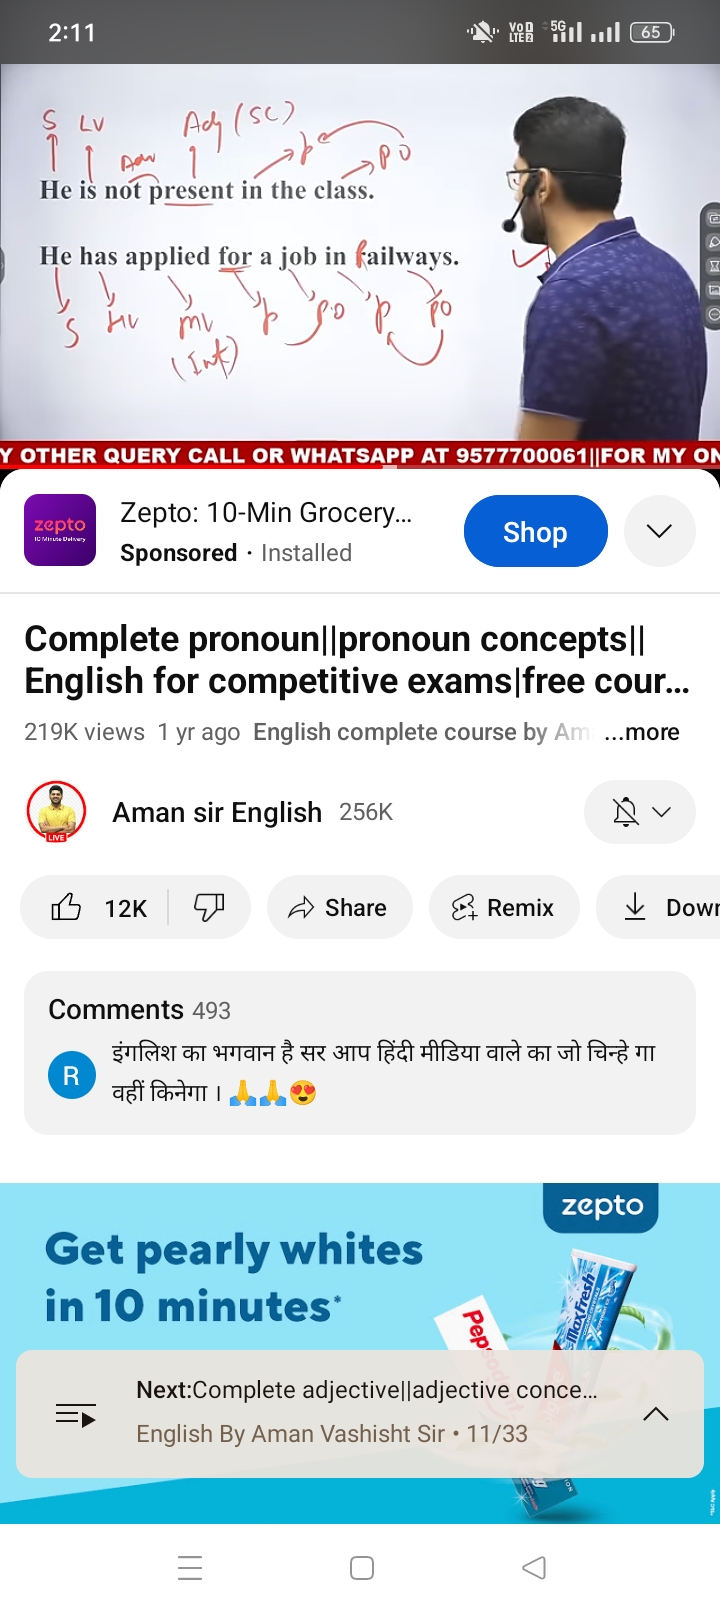 2:11
VoD LTE2 5G 65
S LV Adj (SC)
Adv p po
He is not present in the class.
He has applied for a job in Railways.
S HV MV p po p po
(Int)
Y OTHER QUERY CALL OR WHATSAPP AT 9577700061||FOR MY ON
zepto
10 Minute Delivery
Zepto: 10-Min Grocery...
Sponsored · Installed
Shop
Complete pronoun||pronoun concepts||
English for competitive exams|free cour...
219K views 1 yr ago English complete course by Am ...more
LIVE
Aman sir English 256K
12K Share Remix Dowr
Comments 493
R
इंगलिश का भगवान है सर आप हिंदी मीडिया वाले का जो चिन्हे गा
वहीं किनेगा । 🙏🙏😍
zepto
Get pearly whites
in 10 minutes*
MaxFresh
Pep
Next:Complete adjective||adjective conce...
English By Aman Vashisht Sir • 11/33